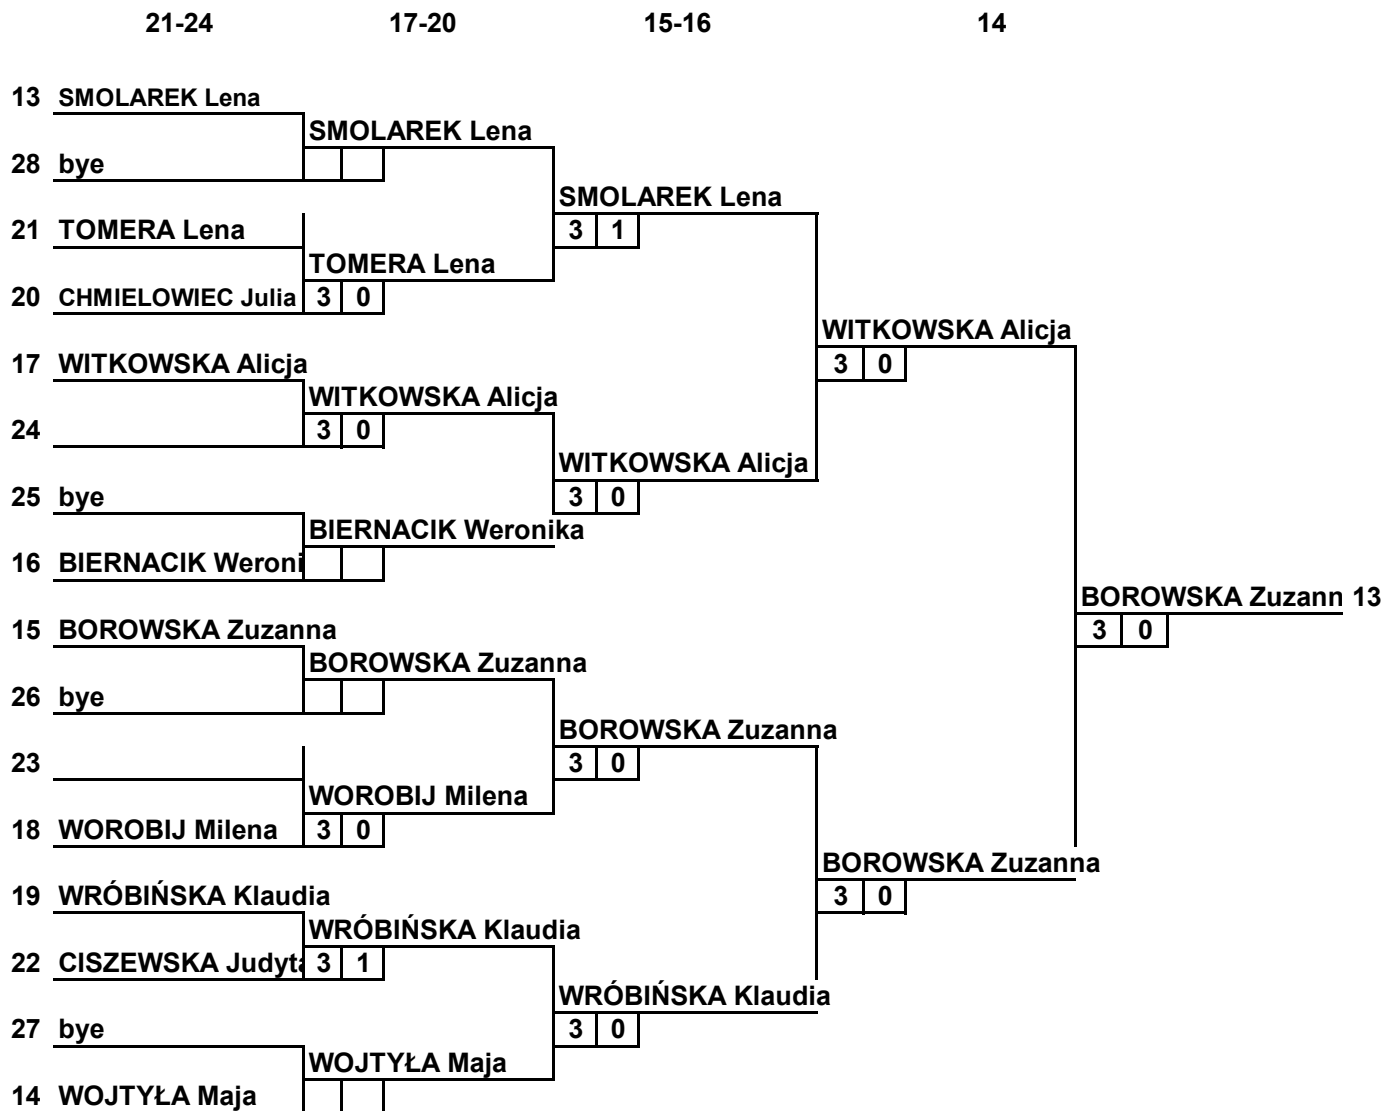 21-24 17-20 15-16 14
13 SMOLAREK Lena
SMOLAREK Lena
28 bye
SMOLAREK Lena
21 TOMERA Lena 3 1
TOMERA Lena
20 CHMIELOWIEC Julia 3 0
WITKOWSKA Alicja
17 WITKOWSKA Alicja 3 0
WITKOWSKA Alicja
24 3 0
WITKOWSKA Alicja
25 bye 3 0
BIERNACIK Weronika
16 BIERNACIK Weroni
BOROWSKA Zuzann 13
15 BOROWSKA Zuzanna 3 0
BOROWSKA Zuzanna
26 bye
BOROWSKA Zuzanna
23 3 0
WOROBIJ Milena
18 WOROBIJ Milena 3 0
BOROWSKA Zuzanna
19 WRÓBIŃSKA Klaudia 3 0
WRÓBIŃSKA Klaudia
22 CISZEWSKA Judyta 3 1
WRÓBIŃSKA Klaudia
27 bye 3 0
WOJTYŁA Maja
14 WOJTYŁA Maja